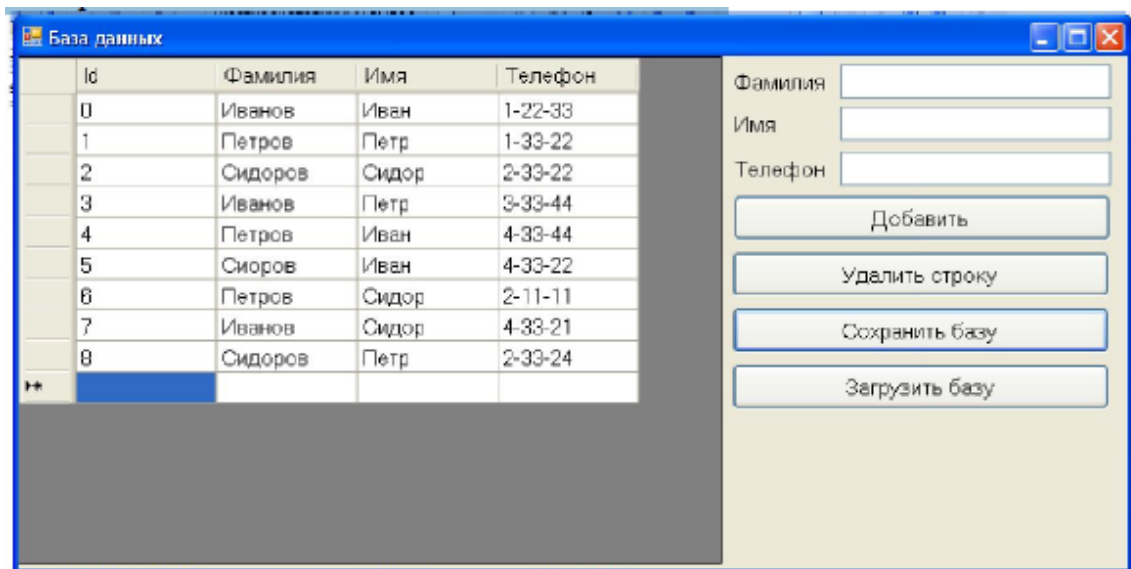 База данных
Id Фамилия Имя Телефон
0 Иванов Иван 1-22-33
1 Петров Петр 1-33-22
2 Сидоров Сидор 2-33-22
3 Иванов Петр 3-33-44
4 Петров Иван 4-33-44
5 Сиоров Иван 4-33-22
6 Петров Сидор 2-11-11
7 Иванов Сидор 4-33-21
8 Сидоров Петр 2-33-24
Фамилия
Имя
Телефон
Добавить
Удалить строку
Сохранить базу
Загрузить базу